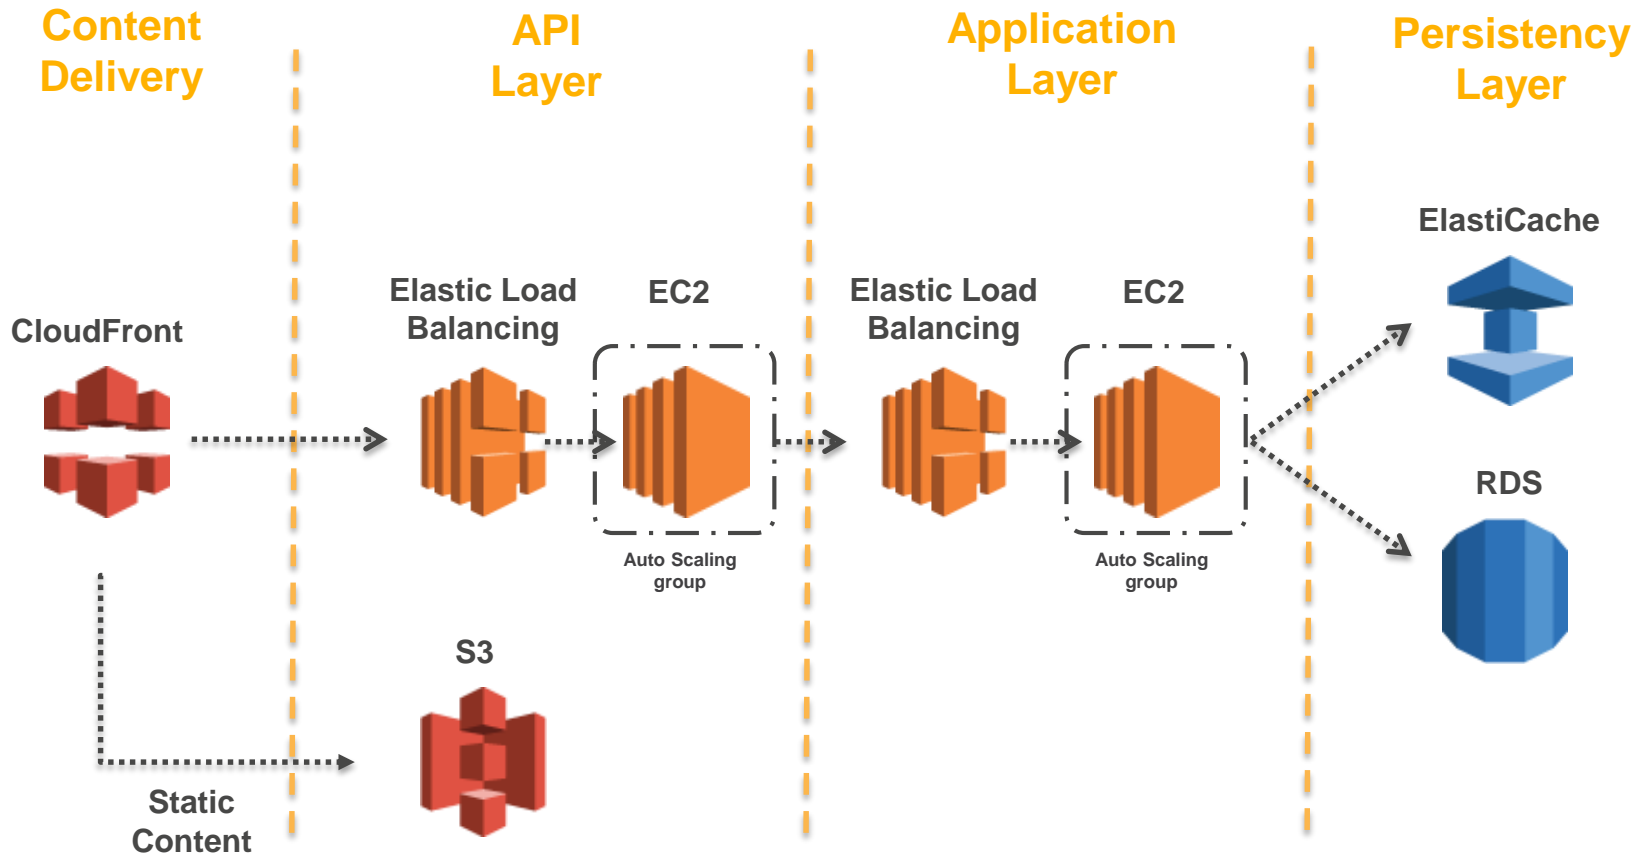 Content
Delivery
API
Layer
Application
Layer
Persistency
Layer
CloudFront
Elastic Load
Balancing
EC2
Auto Scaling
group
Elastic Load
Balancing
EC2
Auto Scaling
group
ElastiCache
RDS
S3
Static
Content